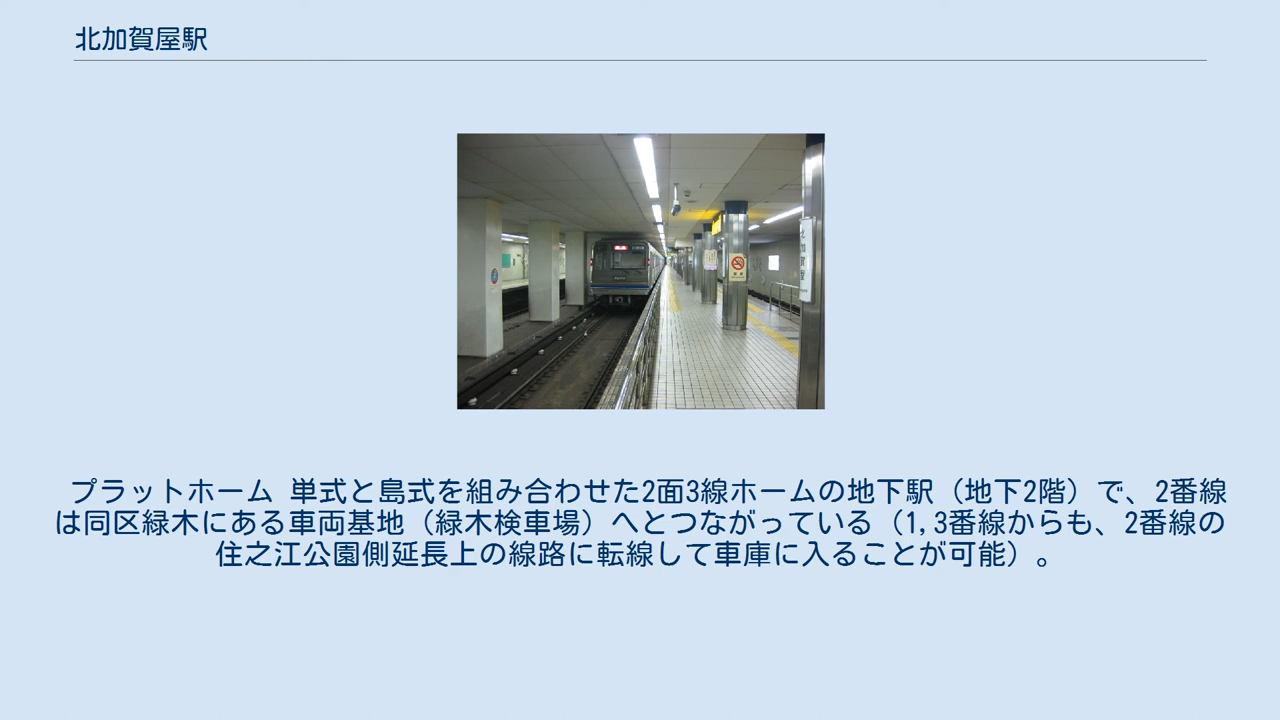 北加賀屋駅
北加賀屋
プラットホーム 単式と島式を組み合わせた2面3線ホームの地下駅（地下2階）で、2番線
は同区緑木にある車両基地（緑木検車場）へとつながっている（1,3番線からも、2番線の
住之江公園側延長上の線路に転線して車庫に入ることが可能）。